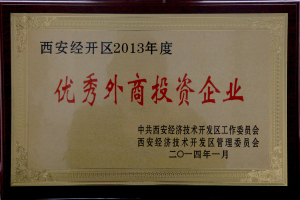 西安经开区2013年度
优秀外商投资企业
中共西安经济技术开发区工作委员会
西安经济技术开发区管理委员会
二〇一四年一月